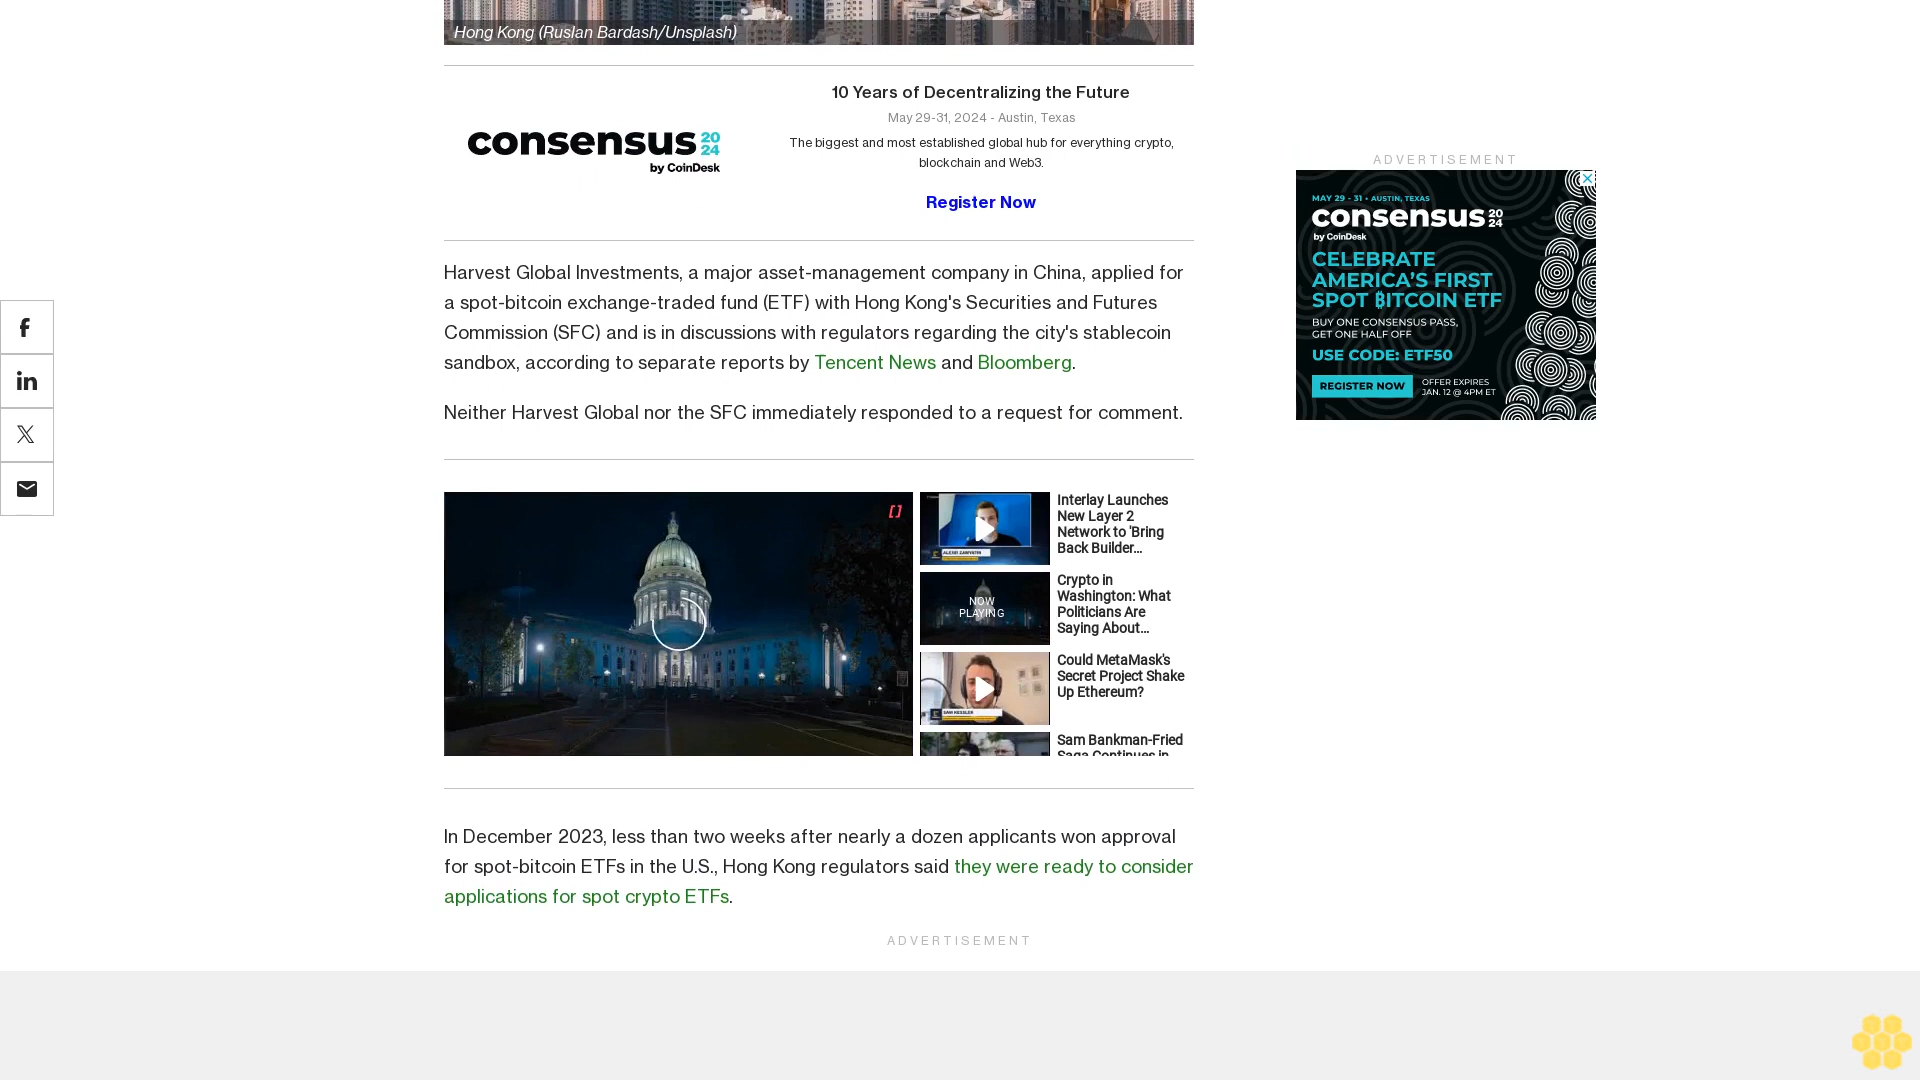 Hong Kong (Ruslan Bardash/Unsplash)
consensus 20
24
by CoinDesk
10 Years of Decentralizing the Future
May 29-31, 2024 - Austin, Texas
The biggest and most established global hub for everything crypto,
blockchain and Web3.
Register Now
ADVERTISEMENT
MAY 29 - 31 • AUSTIN, TEXAS
consensus 20
24
by CoinDesk
CELEBRATE
AMERICA'S FIRST
SPOT ₿ITCOIN ETF
BUY ONE CONSENSUS PASS,
GET ONE HALF OFF
USE CODE: ETF50
REGISTER NOW
OFFER EXPIRES
JAN. 12 @ 4PM ET
Harvest Global Investments, a major asset-management company in China, applied for
a spot-bitcoin exchange-traded fund (ETF) with Hong Kong's Securities and Futures
Commission (SFC) and is in discussions with regulators regarding the city's stablecoin
sandbox, according to separate reports by Tencent News and Bloomberg.
Neither Harvest Global nor the SFC immediately responded to a request for comment.
ALEXEI ZAMYATIN
Interlay Launches
New Layer 2
Network to 'Bring
Back Builder...
NOW
PLAYING
Crypto in
Washington: What
Politicians Are
Saying About...
SAM KESSLER
Could MetaMask's
Secret Project Shake
Up Ethereum?
Sam Bankman-Fried
Saga Continues in
In December 2023, less than two weeks after nearly a dozen applicants won approval
for spot-bitcoin ETFs in the U.S., Hong Kong regulators said they were ready to consider
applications for spot crypto ETFs.
ADVERTISEMENT